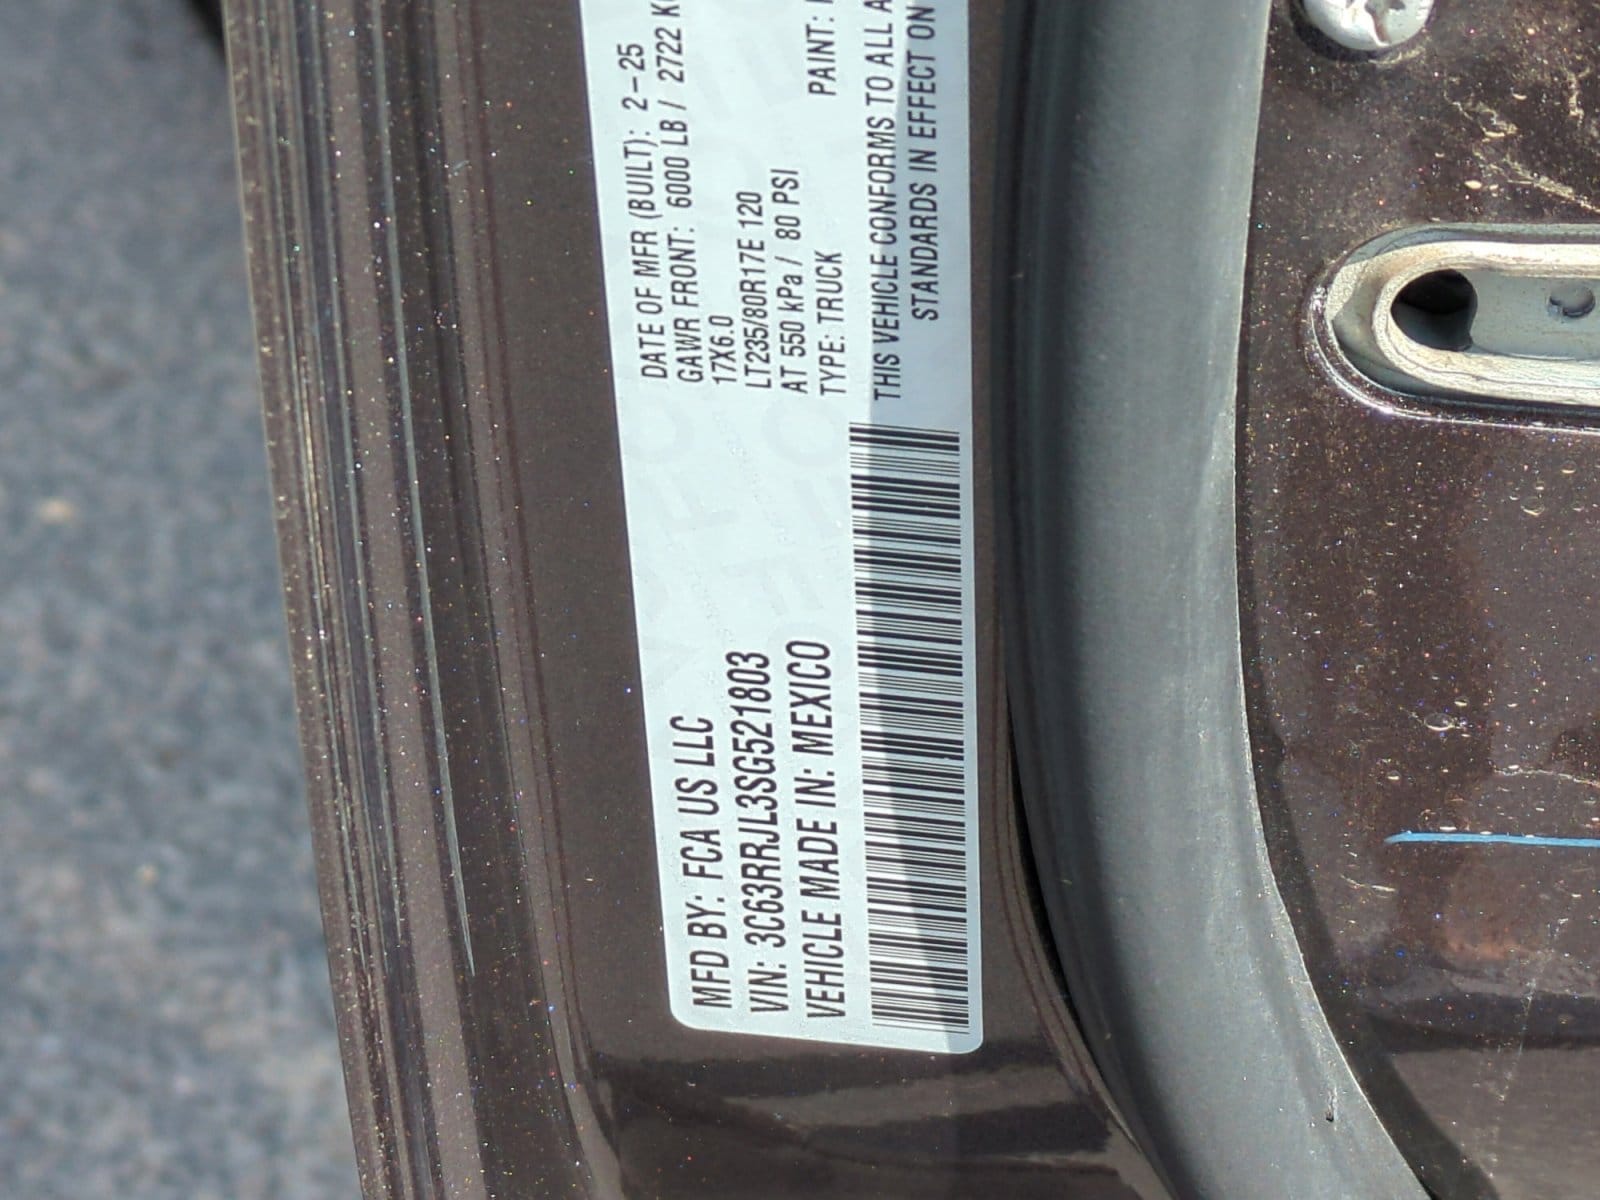 MFD BY: FCA US LLC
VIN: 3C63RRJL3SG521803
VEHICLE MADE IN: MEXICO
DATE OF MFR (BUILT): 2-25
GAWR FRONT: 6000 LB / 2722 K
17X6.0
LT235/80R17E 120
AT 550 kPa / 80 PSI
TYPE: TRUCK PAINT:
THIS VEHICLE CONFORMS TO ALL A
STANDARDS IN EFFECT ON